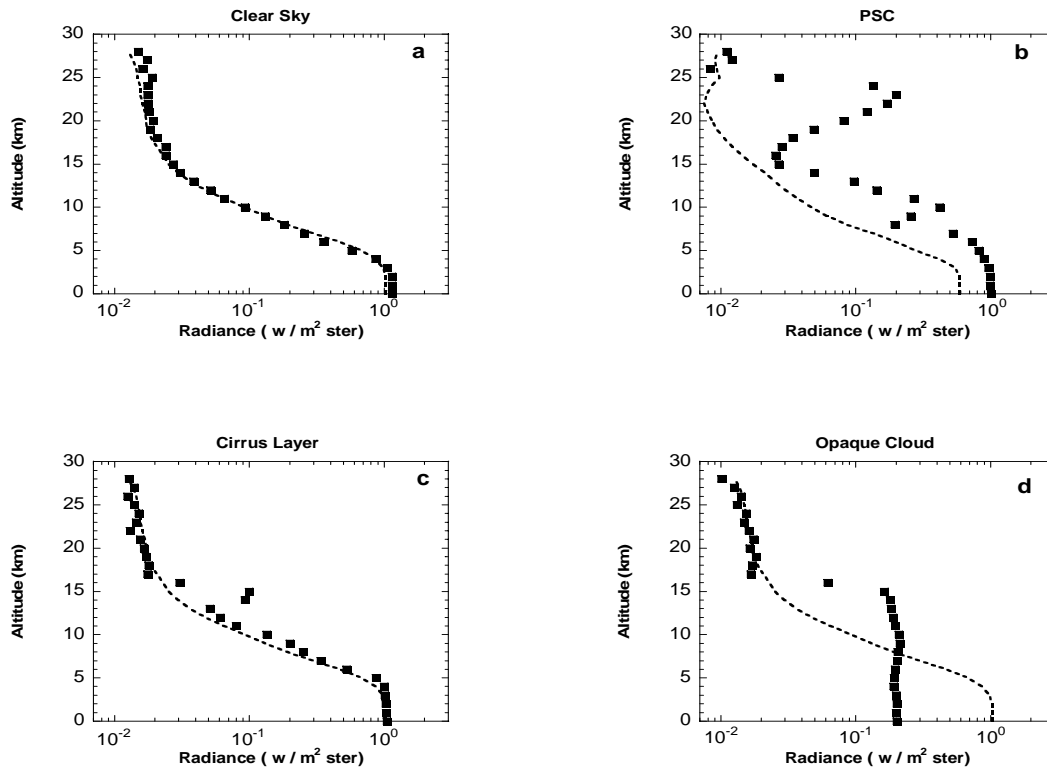 Clear Sky
a
Altitude (km)
30
25
20
15
10
5
0
10⁻² 10⁻¹ 10⁰
Radiance ( w / m² ster)
PSC
b
Altitude (km)
30
25
20
15
10
5
0
10⁻² 10⁻¹ 10⁰
Radiance ( w / m² ster)
Cirrus Layer
c
Altitude (km)
30
25
20
15
10
5
0
10⁻² 10⁻¹ 10⁰
Radiance ( w / m² ster)
Opaque Cloud
d
Altitude (km)
30
25
20
15
10
5
0
10⁻² 10⁻¹ 10⁰
Radiance ( w / m² ster)